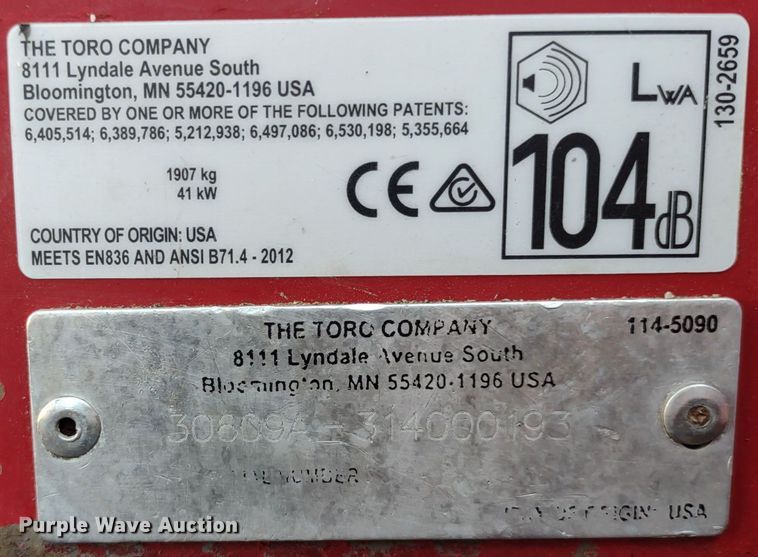 THE TORO COMPANY
8111 Lyndale Avenue South
Bloomington, MN 55420-1196 USA
COVERED BY ONE OR MORE OF THE FOLLOWING PATENTS:
6,405,514; 6,389,786; 5,212,938; 6,497,086; 6,530,198; 5,355,664
1907 kg
41 kW
CE
COUNTRY OF ORIGIN: USA
MEETS EN836 AND ANSI B71.4 - 2012
LWA
104 dB
130-2659
THE TORO COMPANY 114-5090
8111 Lyndale Avenue South
Bloomington, MN 55420-1196 USA
314000193
NUMBER
ORIGIN: USA
Purple Wave Auction